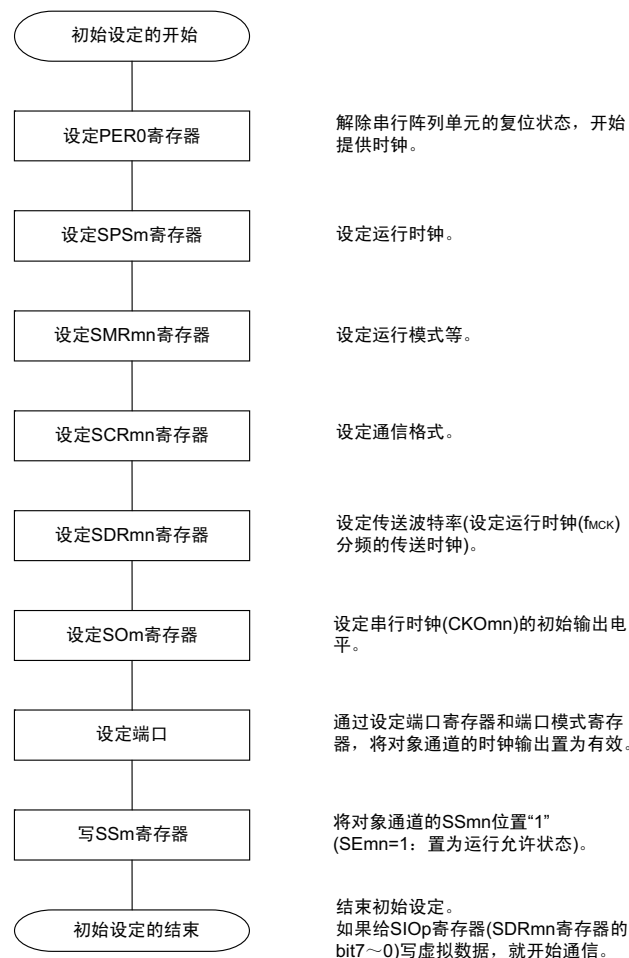 初始设定的开始
设定PER0寄存器
解除串行阵列单元的复位状态，开始
提供时钟。
设定SPSm寄存器
设定运行时钟。
设定SMRmn寄存器
设定运行模式等。
设定SCRmn寄存器
设定通信格式。
设定SDRmn寄存器
设定传送波特率(设定运行时钟(fMCK)
分频的传送时钟)。
设定SOm寄存器
设定串行时钟(CKOmn)的初始输出电
平。
设定端口
通过设定端口寄存器和端口模式寄存
器，将对象通道的时钟输出置为有效。
写SSm寄存器
将对象通道的SSmn位置“1”
(SEmn=1：置为运行允许状态)。
初始设定的结束
结束初始设定。
如果给SIOp寄存器(SDRmn寄存器的
bit7～0)写虚拟数据，就开始通信。